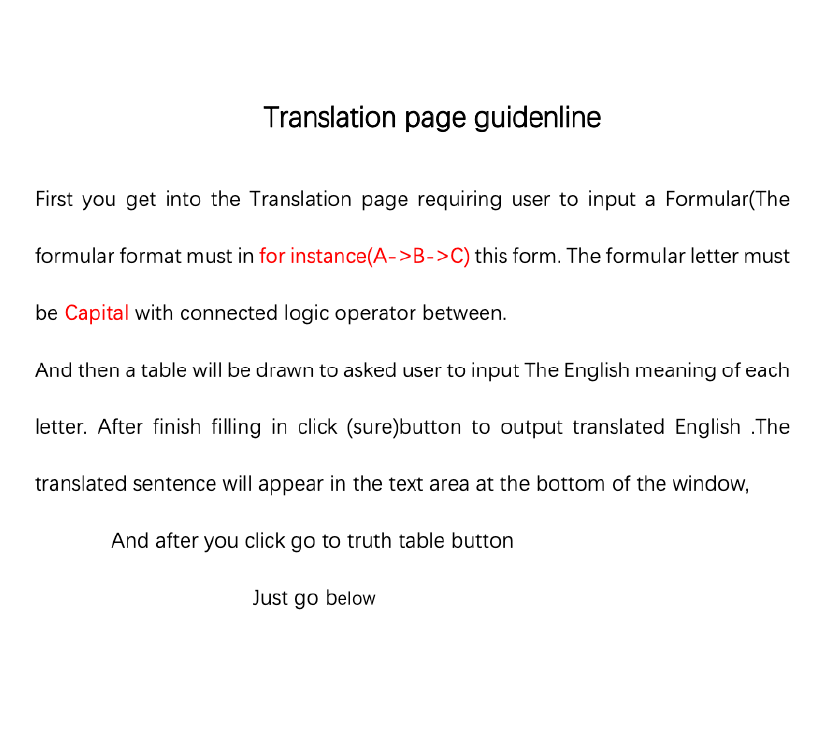 Translation page guidenline
First you get into the Translation page requiring user to input a Formular(The
formular format must in for instance(A->B->C) this form. The formular letter must
be Capital with connected logic operator between.
And then a table will be drawn to asked user to input The English meaning of each
letter. After finish filling in click (sure)button to output translated English .The
translated sentence will appear in the text area at the bottom of the window,
And after you click go to truth table button
Just go below